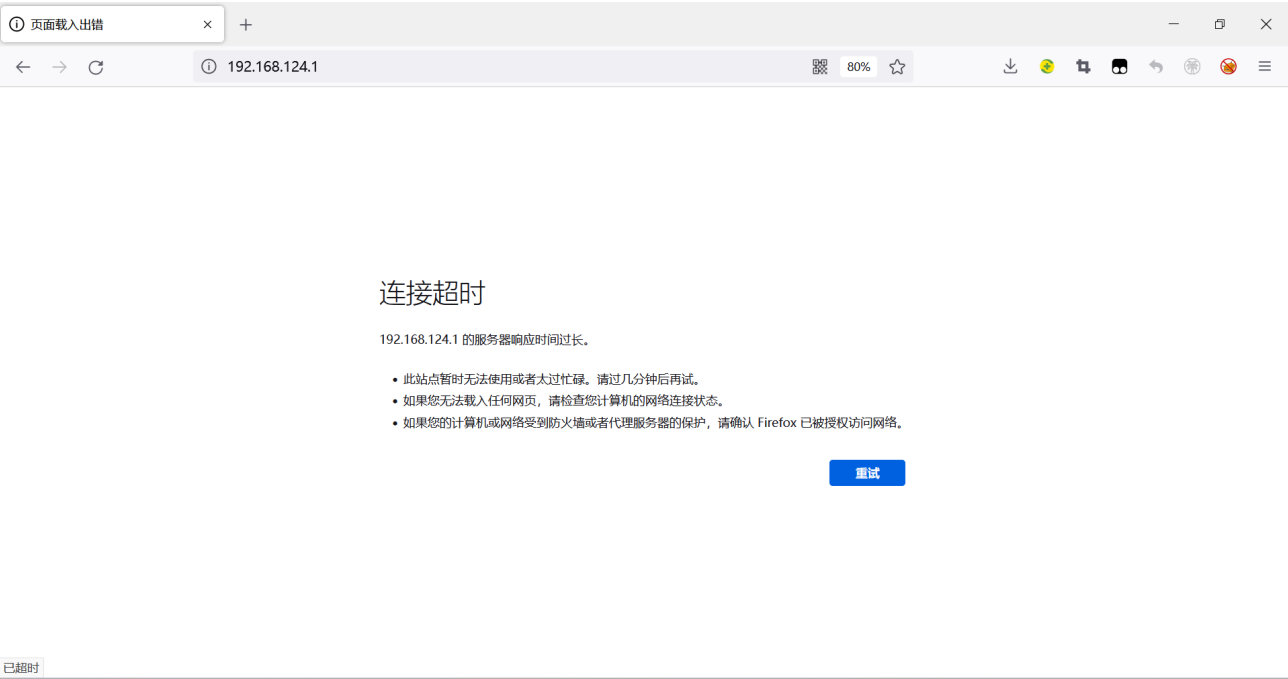 页面载入出错
192.168.124.1
80%
连接超时
192.168.124.1 的服务器响应时间过长。
此站点暂时无法使用或者太过忙碌。请过几分钟后再试。
如果您无法载入任何网页，请检查您计算机的网络连接状态。
如果您的计算机或网络受到防火墙或者代理服务器的保护，请确认 Firefox 已被授权访问网络。
重试
已超时